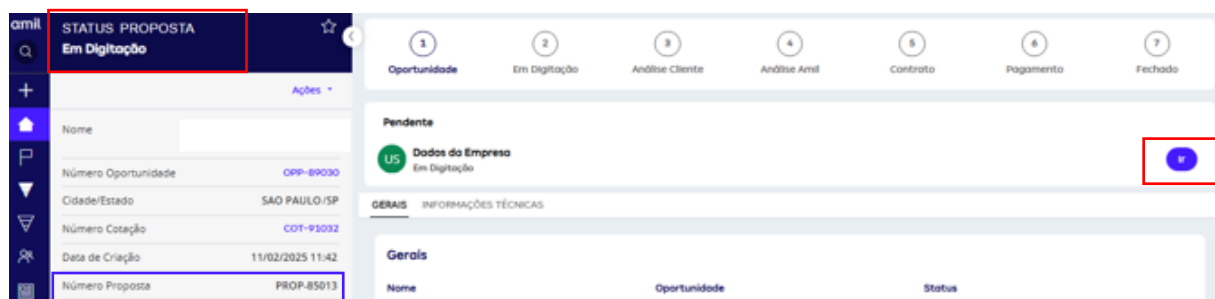 amil
STATUS PROPOSTA
Em Digitação
Ações
Nome
Número Oportunidade OPP-89030
Cidade/Estado SAO PAULO/SP
Número Cotação COT-91032
Data de Criação 11/02/2025 11:42
Número Proposta PROP-85013
1 2 3 4 5 6 7
Oportunidade Em Digitação Análise Cliente Análise Amil Contrato Pagamento Fechado
Pendente
US Dados da Empresa
Em Digitação
Ir
GERAIS INFORMAÇÕES TÉCNICAS
Gerais
Nome Oportunidade Status